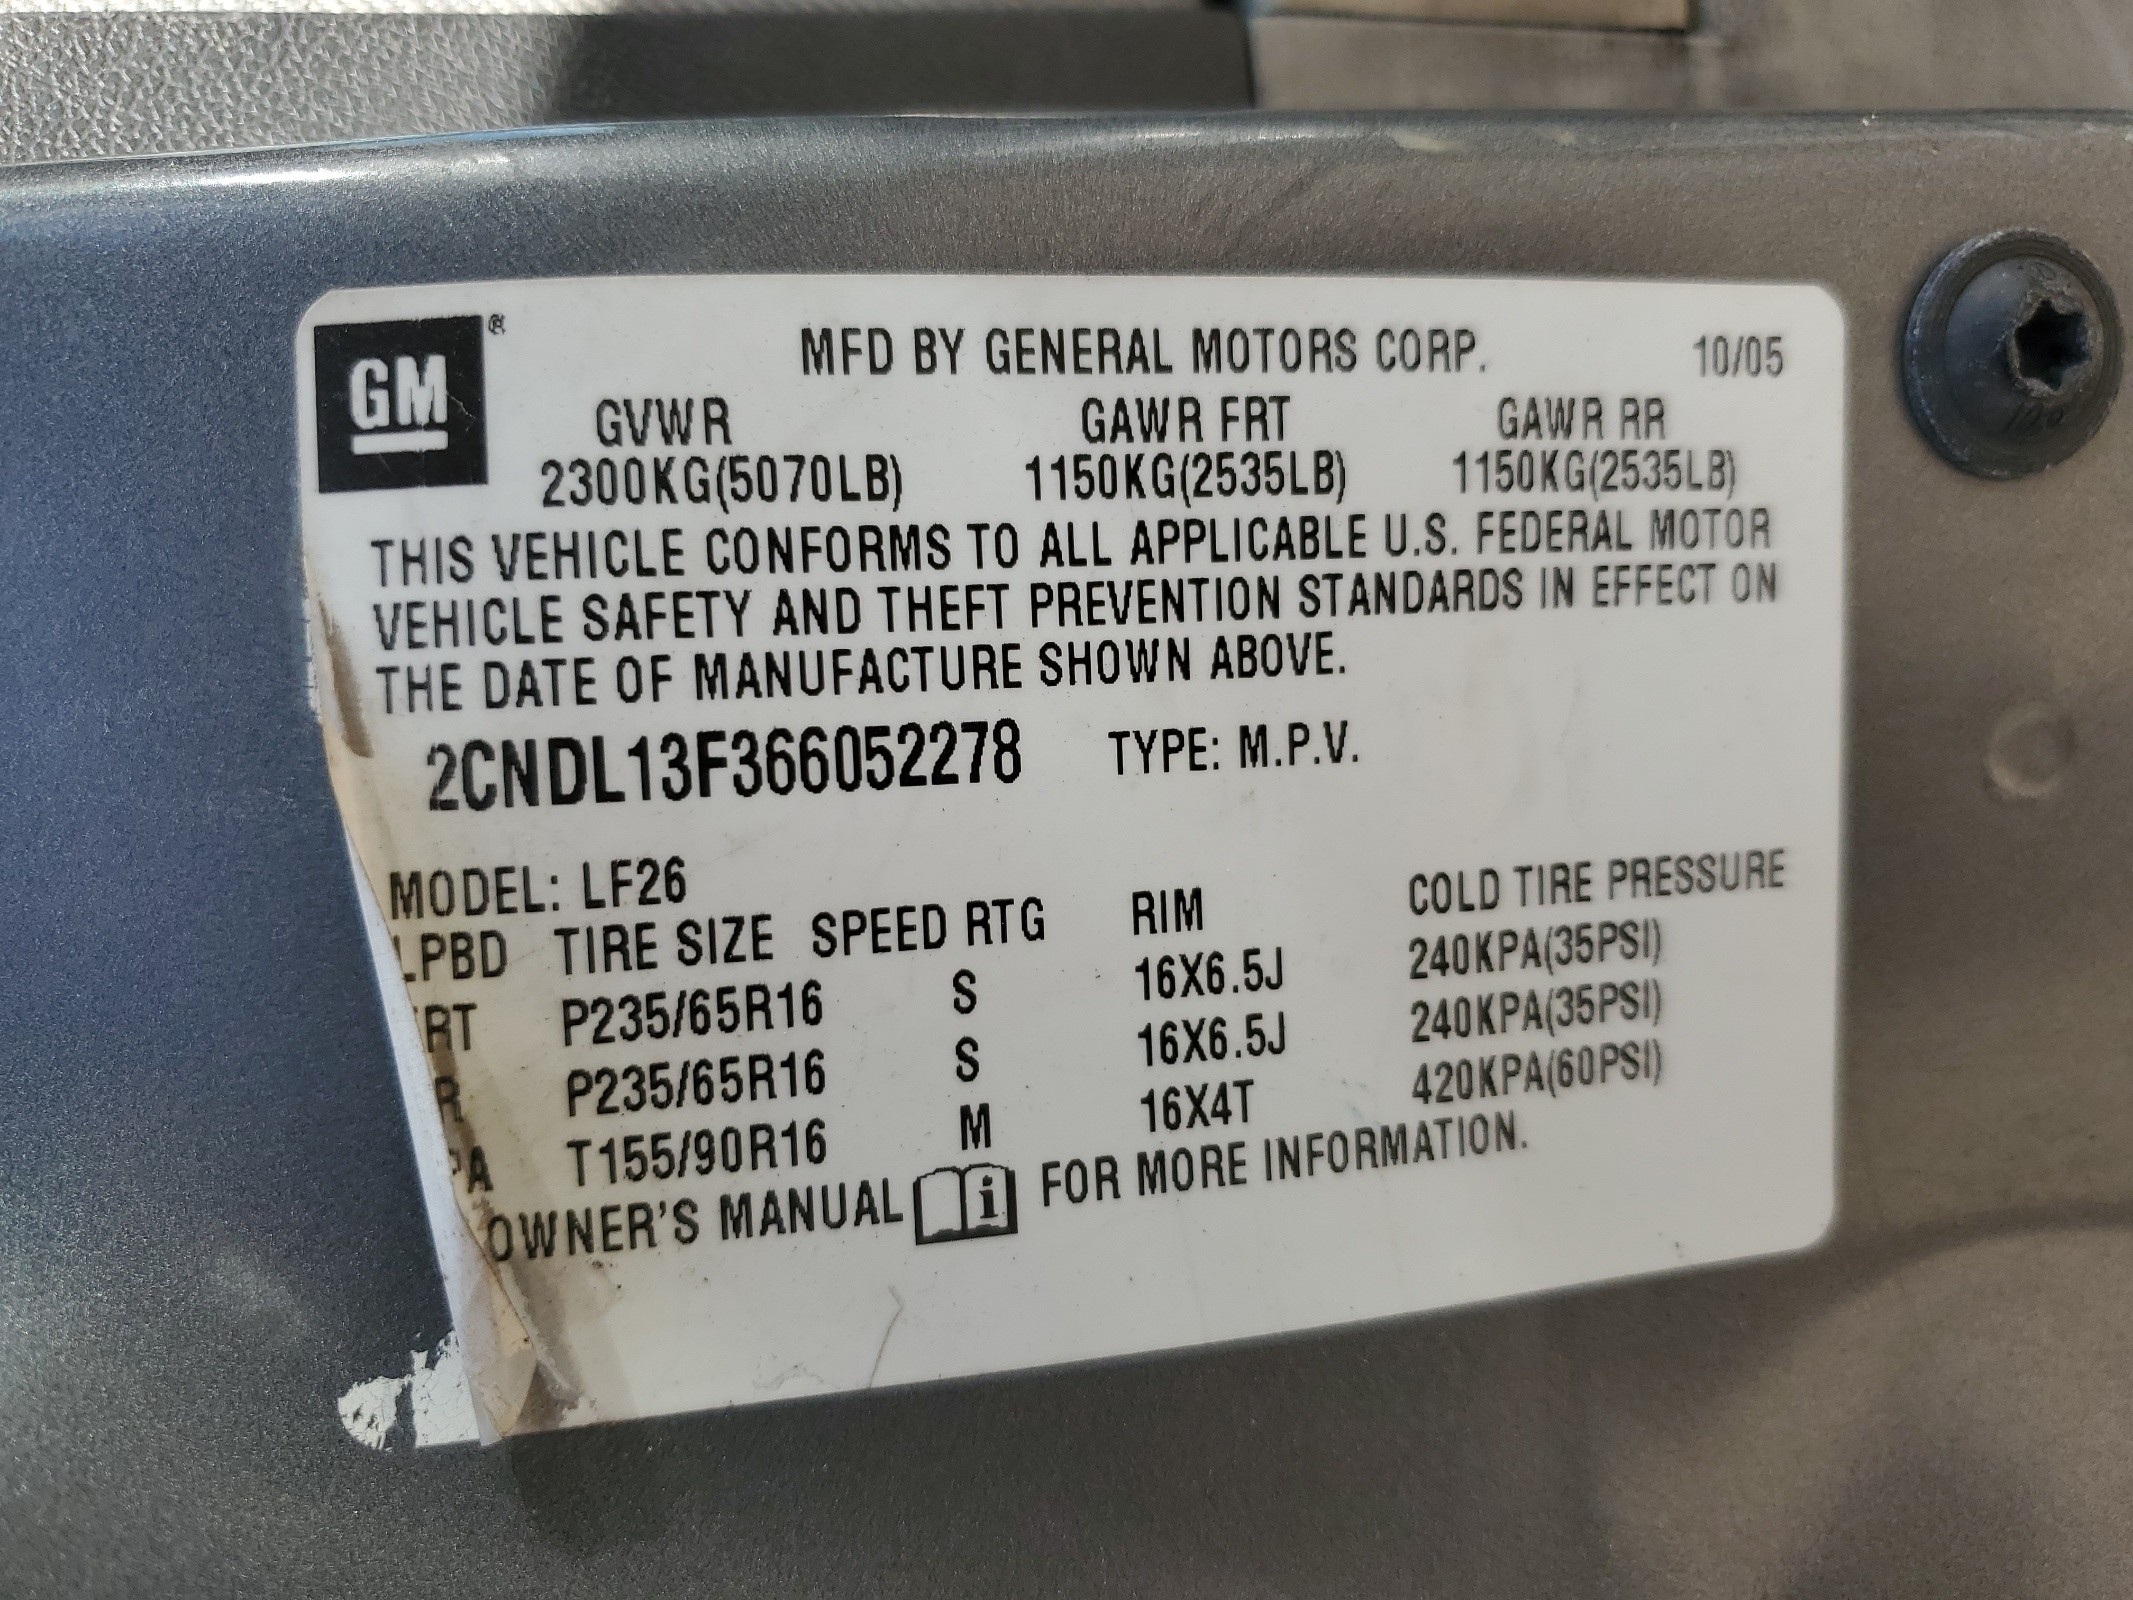 GM ®
MFD BY GENERAL MOTORS CORP. 10/05
GVWR GAWR FRT GAWR RR
2300KG(5070LB) 1150KG(2535LB) 1150KG(2535LB)
THIS VEHICLE CONFORMS TO ALL APPLICABLE U.S. FEDERAL MOTOR
VEHICLE SAFETY AND THEFT PREVENTION STANDARDS IN EFFECT ON
THE DATE OF MANUFACTURE SHOWN ABOVE.
2CNDL13F366052278 TYPE: M.P.V.
MODEL: LF26
LPBD TIRE SIZE SPEED RTG RIM COLD TIRE PRESSURE
RT P235/65R16 S 16X6.5J 240KPA(35PSI)
R P235/65R16 S 16X6.5J 240KPA(35PSI)
PA T155/90R16 M 16X4T 420KPA(60PSI)
OWNER'S MANUAL i FOR MORE INFORMATION.